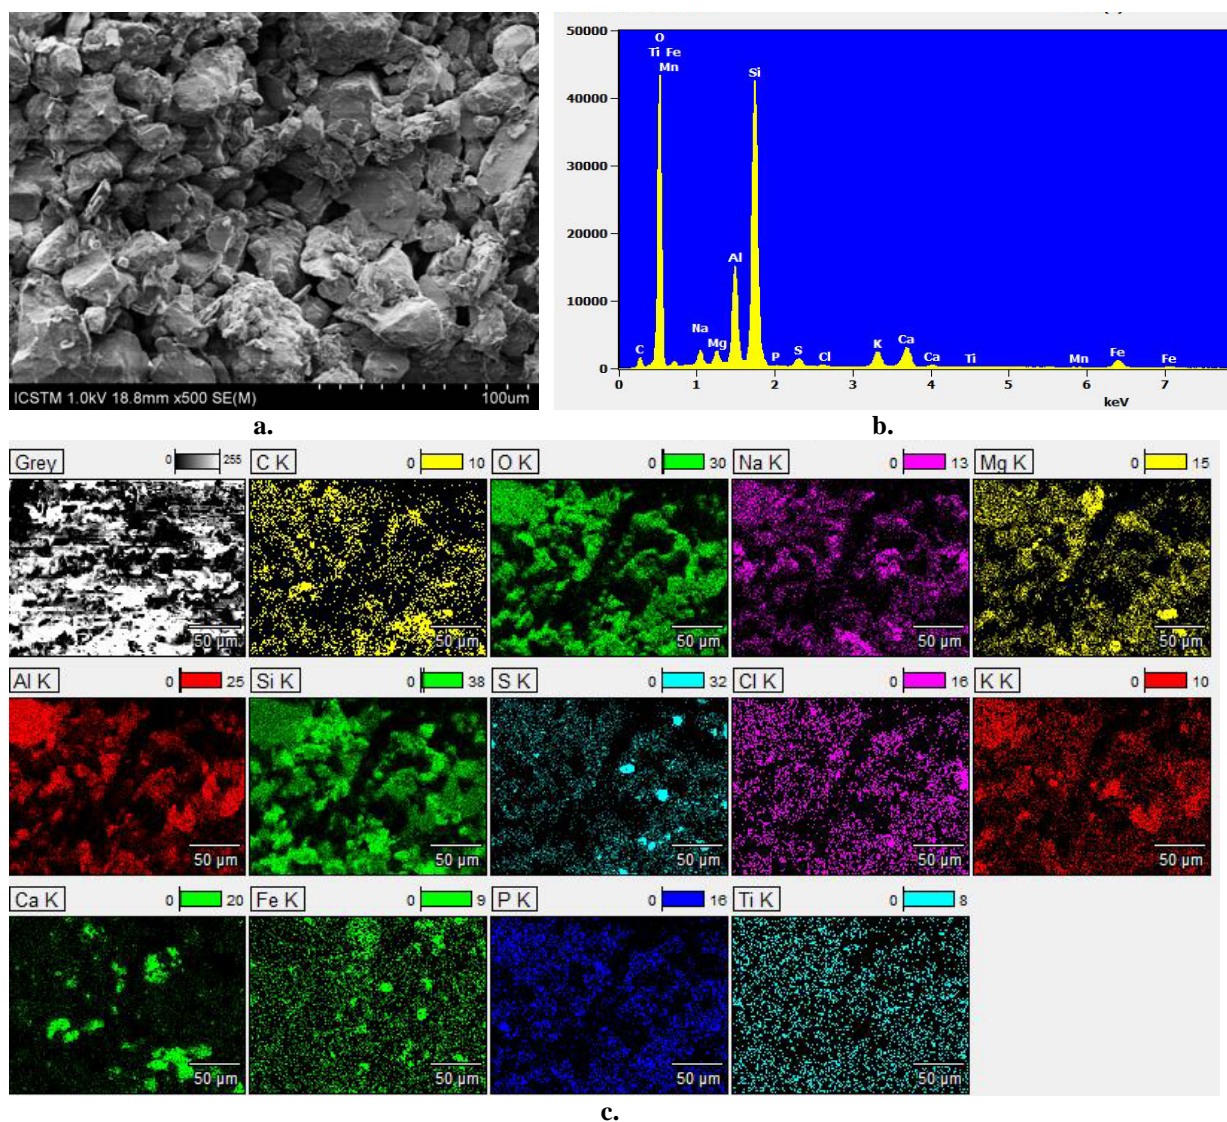 ICSTM 1.0kV 18.8mm x500 SE(M) 100um
a.
50000
40000
30000
20000
10000
0
O
Ti Fe
Mn
Si
Al
Na
Mg
C
P
S
Cl
K
Ca
Ca
Ti
Mn
Fe
Fe
0 1 2 3 4 5 6 7
keV
b.
Grey 0 255 C K 0 10 O K 0 30 Na K 0 13 Mg K 0 15
50 µm 50 µm 50 µm 50 µm 50 µm
Al K 0 25 Si K 0 38 S K 0 32 Cl K 0 16 K K 0 10
50 µm 50 µm 50 µm 50 µm 50 µm
Ca K 0 20 Fe K 0 9 P K 0 16 Ti K 0 8
50 µm 50 µm 50 µm 50 µm
c.